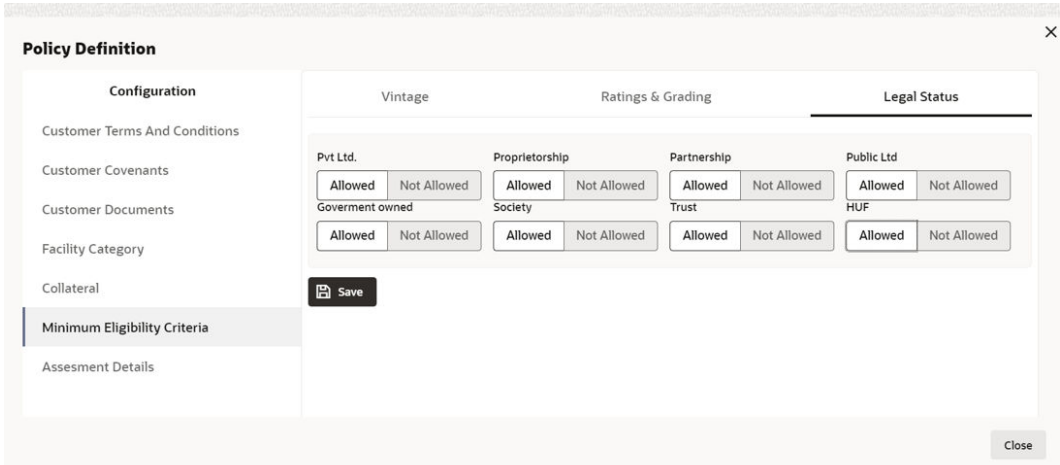 Policy Definition
Configuration
Customer Terms And Conditions
Customer Covenants
Customer Documents
Facility Category
Collateral
Minimum Eligibility Criteria
Assesment Details
Vintage Ratings & Grading Legal Status
Pvt Ltd. Proprietorship Partnership Public Ltd
Allowed Not Allowed Allowed Not Allowed Allowed Not Allowed Allowed Not Allowed
Goverment owned Society Trust HUF
Allowed Not Allowed Allowed Not Allowed Allowed Not Allowed Allowed Not Allowed
Save
Close